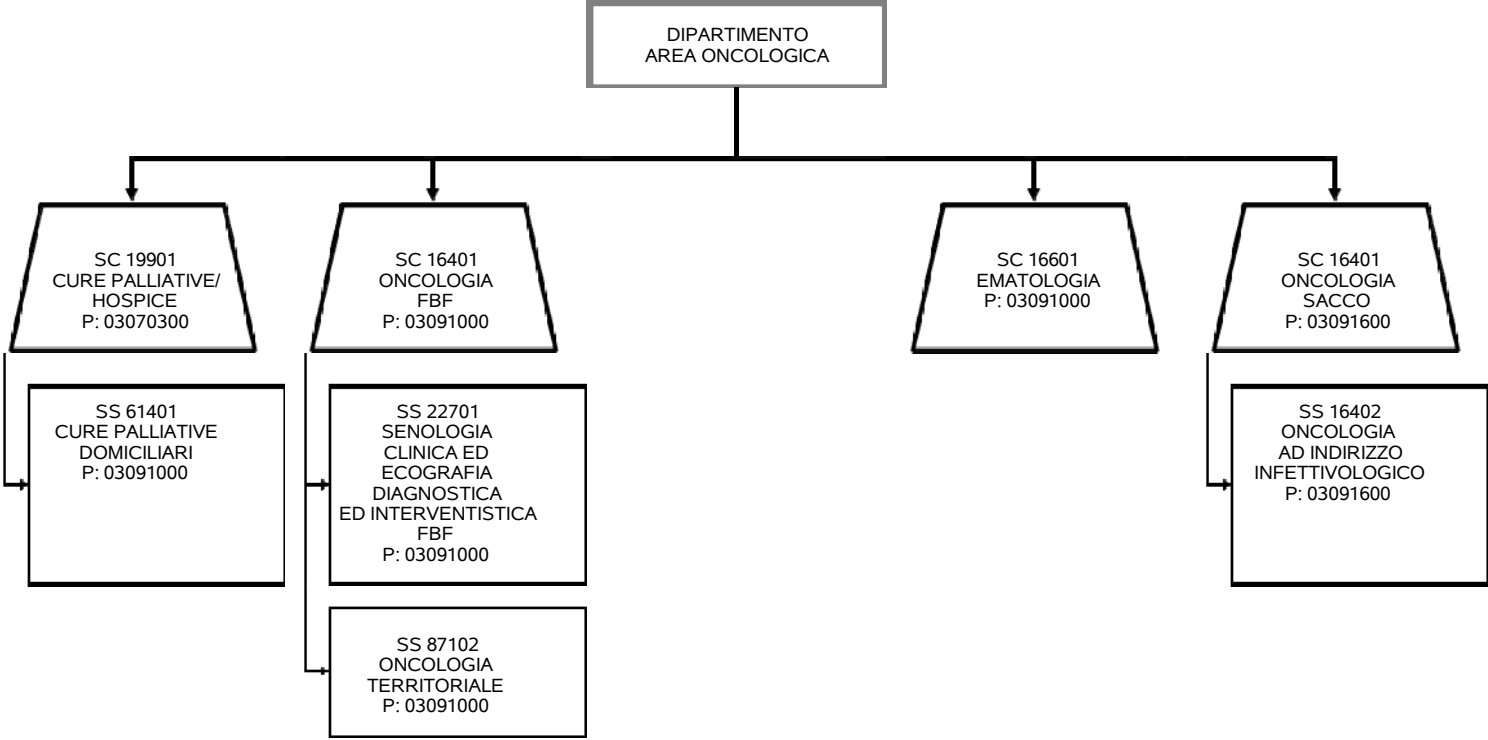 DIPARTIMENTO
AREA ONCOLOGICA
SC 19901
CURE PALLIATIVE/
HOSPICE
P: 03070300
SC 16401
ONCOLOGIA
FBF
P: 03091000
SC 16601
EMATOLOGIA
P: 03091000
SC 16401
ONCOLOGIA
SACCO
P: 03091600
SS 61401
CURE PALLIATIVE
DOMICILIARI
P: 03091000
SS 22701
SENOLOGIA
CLINICA ED
ECOGRAFIA
DIAGNOSTICA
ED INTERVENTISTICA
FBF
P: 03091000
SS 16402
ONCOLOGIA
AD INDIRIZZO
INFETTIVOLOGICO
P: 03091600
SS 87102
ONCOLOGIA
TERRITORIALE
P: 03091000